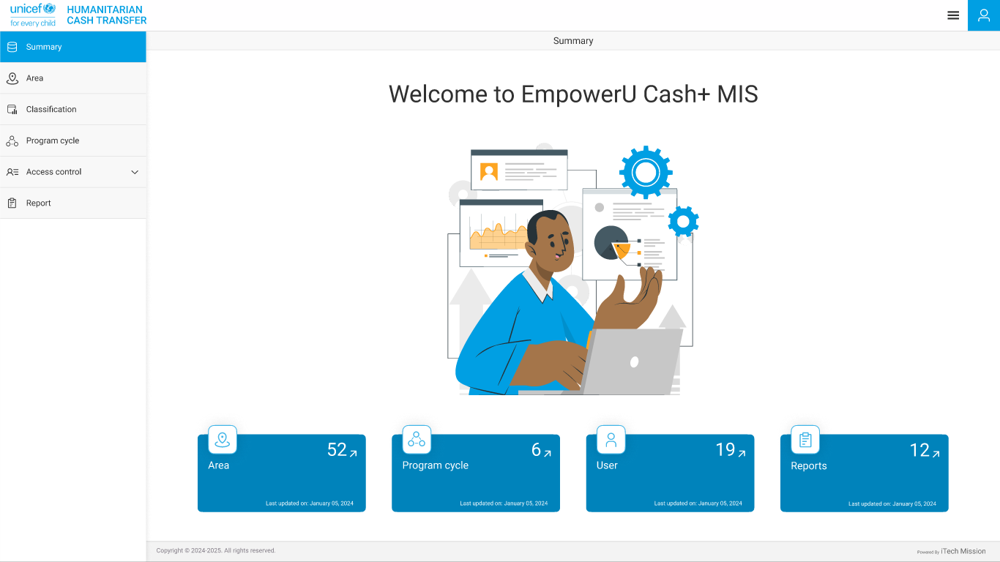 unicef
for every child
HUMANITARIAN
CASH TRANSFER
Summary
Area
Classification
Program cycle
Access control
Report
Summary
Welcome to EmpowerU Cash+ MIS
52
Area
Last updated on: January 05, 2024
6
Program cycle
Last updated on: January 05, 2024
19
User
Last updated on: January 05, 2024
12
Reports
Last updated on: January 05, 2024
Copyright © 2024-2025. All rights reserved.
Powered By iTech Mission